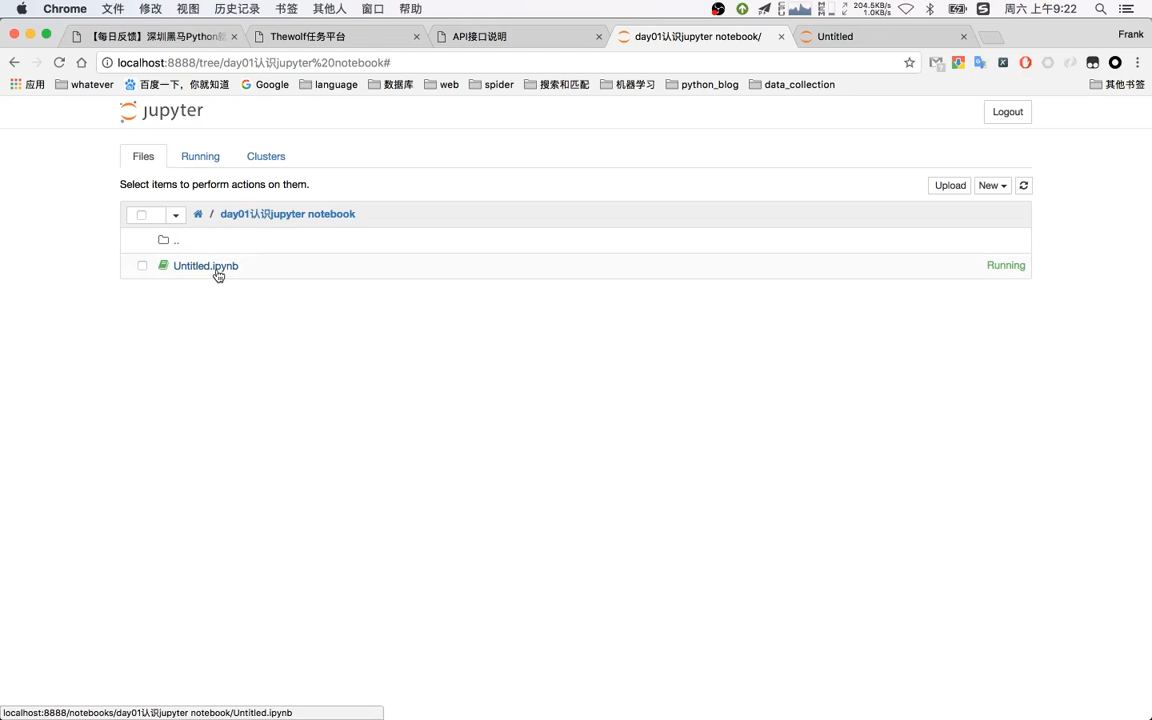 Chrome 文件 修改 视图 历史记录 书签 其他人 窗口 帮助 204.5KB/s 1.0KB/s 周六上午9:22
【每日反馈】深圳黑马Python Thewolf任务平台 API接口说明 day01认识jupyter notebook/ Untitled Frank
localhost:8888/tree/day01认识jupyter%20notebook#
应用 whatever 百度一下，你就知道 Google language 数据库 web spider 搜索和匹配 机器学习 python_blog data_collection 其他书签
jupyter Logout
Files Running Clusters
Select items to perform actions on them. Upload New
/ day01认识jupyter notebook
..
Untitled.ipynb Running
localhost:8888/notebooks/day01认识jupyter notebook/Untitled.ipynb